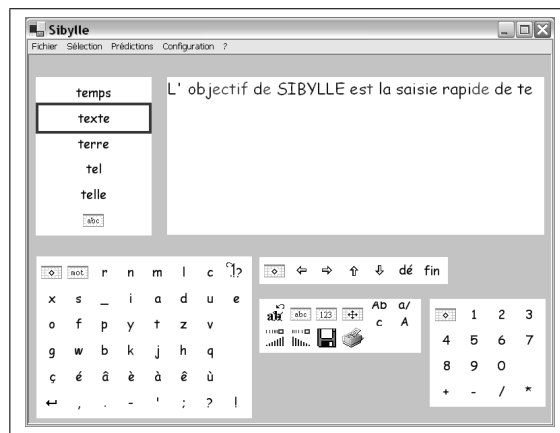 Sibylle
Fichier Sélection Prédictions Configuration ?
temps
texte
terre
tel
telle
abc
L' objectif de SIBYLLE est la saisie rapide de te
mot r n m l c
x s _ i a d u e
o f p y t z v
g w b k j h q
ç é â è à ê ù
↵ , . - ' ; ? !
⇦ ⇨ ⇧ ⇩ dé fin
ab abc 123 Ab c a/ A
1 2 3
4 5 6 7
8 9 0
+ - / *